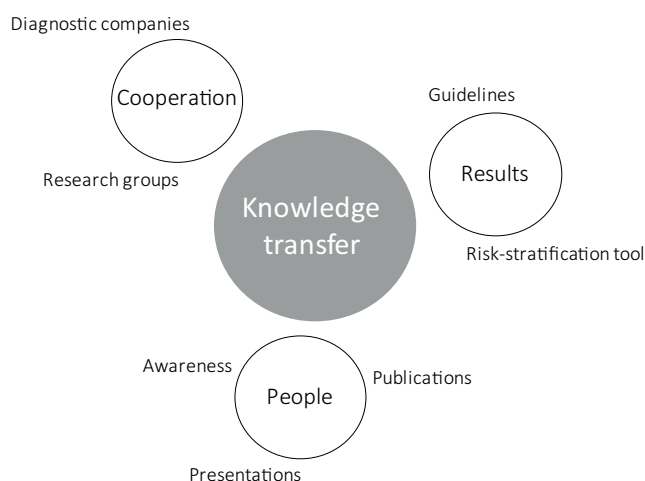 Diagnostic companies
Cooperation
Research groups
Guidelines
Results
Risk-stratification tool
Knowledge
transfer
Awareness
People
Publications
Presentations